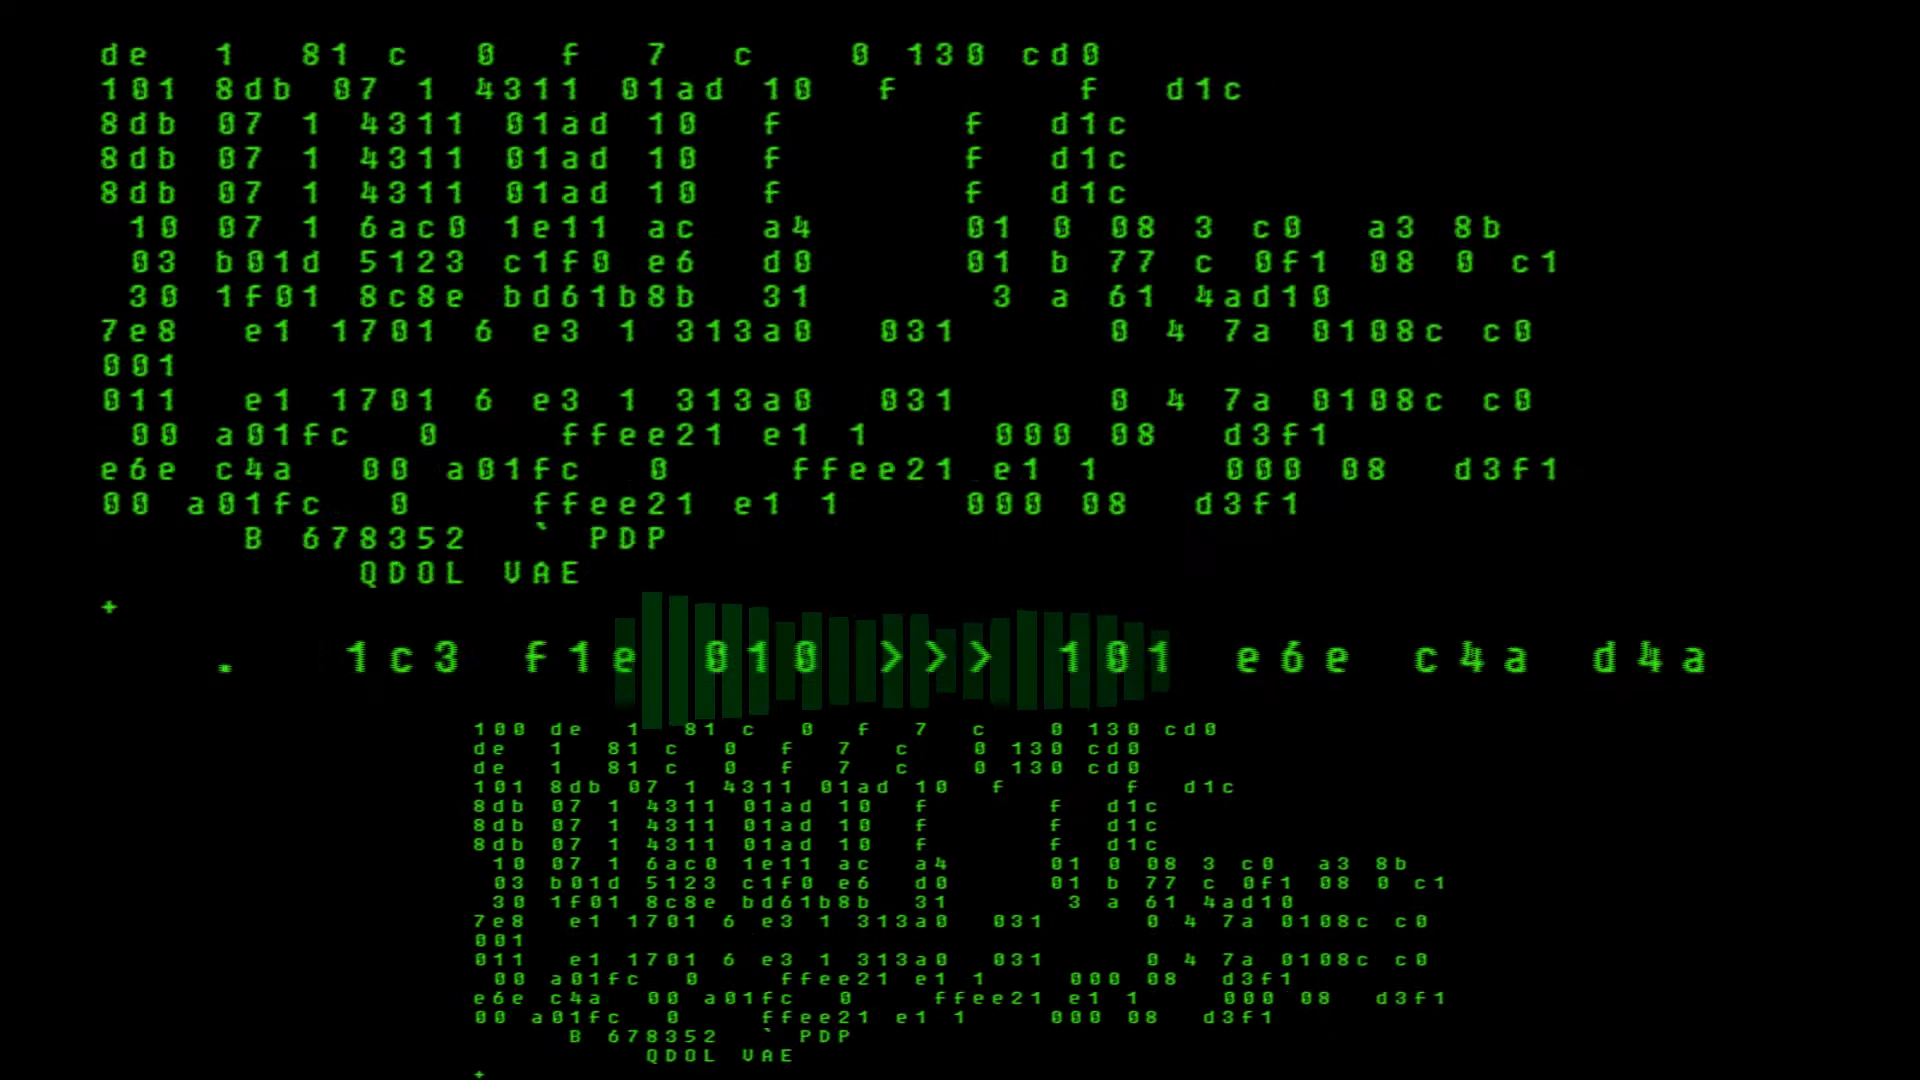 de 1 81 c 0 f 7 c 0 130 cd0
101 8db 07 1 4311 01ad 10 f f d1c
8db 07 1 4311 01ad 10 f f d1c
8db 07 1 4311 01ad 10 f f d1c
8db 07 1 4311 01ad 10 f f d1c
10 07 1 6ac0 1e11 ac a4 01 0 08 3 c0 a3 8b
03 b01d 5123 c1f0 e6 d0 01 b 77 c 0f1 08 0 c1
30 1f01 8c8e bd61b8b 31 3 a 61 4ad10
7e8 e1 1701 6 e3 1 313a0 031 0 4 7a 0108c c0
001
011 e1 1701 6 e3 1 313a0 031 0 4 7a 0108c c0
00 a01fc 0 ffee21 e1 1 000 08 d3f1
e6e c4a 00 a01fc 0 ffee21 e1 1 000 08 d3f1
00 a01fc 0 ffee21 e1 1 000 08 d3f1
B 678352 ` PDP
QDOL VAE
+
. 1c3 f1e 010 >>> 101 e6e c4a d4a
100 de 1 81 c 0 f 7 c 0 130 cd0
de 1 81 c 0 f 7 c 0 130 cd0
de 1 81 c 0 f 7 c 0 130 cd0
101 8db 07 1 4311 01ad 10 f f d1c
8db 07 1 4311 01ad 10 f f d1c
8db 07 1 4311 01ad 10 f f d1c
8db 07 1 4311 01ad 10 f f d1c
10 07 1 6ac0 1e11 ac a4 01 0 08 3 c0 a3 8b
03 b01d 5123 c1f0 e6 d0 01 b 77 c 0f1 08 0 c1
30 1f01 8c8e bd61b8b 31 3 a 61 4ad10
7e8 e1 1701 6 e3 1 313a0 031 0 4 7a 0108c c0
001
011 e1 1701 6 e3 1 313a0 031 0 4 7a 0108c c0
00 a01fc 0 ffee21 e1 1 000 08 d3f1
e6e c4a 00 a01fc 0 ffee21 e1 1 000 08 d3f1
00 a01fc 0 ffee21 e1 1 000 08 d3f1
B 678352 ` PDP
QDOL VAE
+